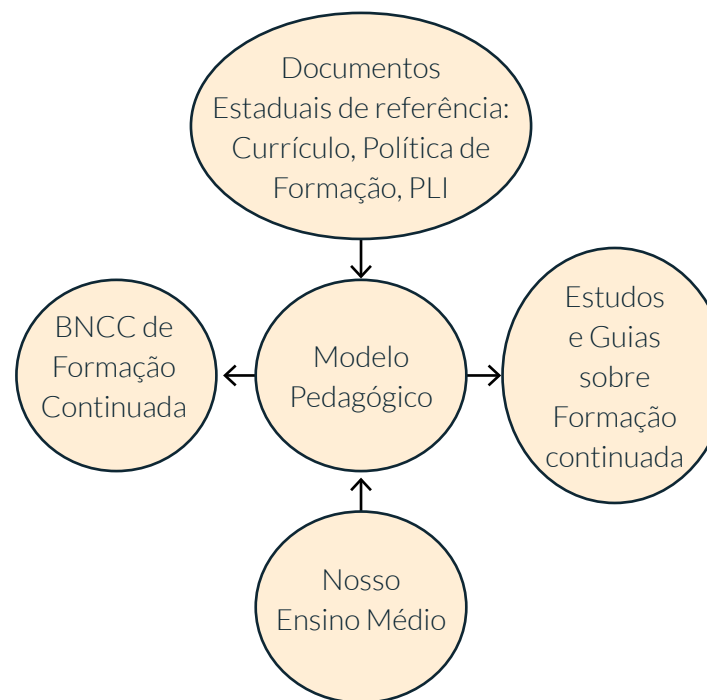 Documentos
Estaduais de referência:
Currículo, Política de
Formação, PLI
BNCC de
Formação
Continuada
Modelo
Pedagógico
Estudos
e Guias
sobre
Formação
continuada
Nosso
Ensino Médio